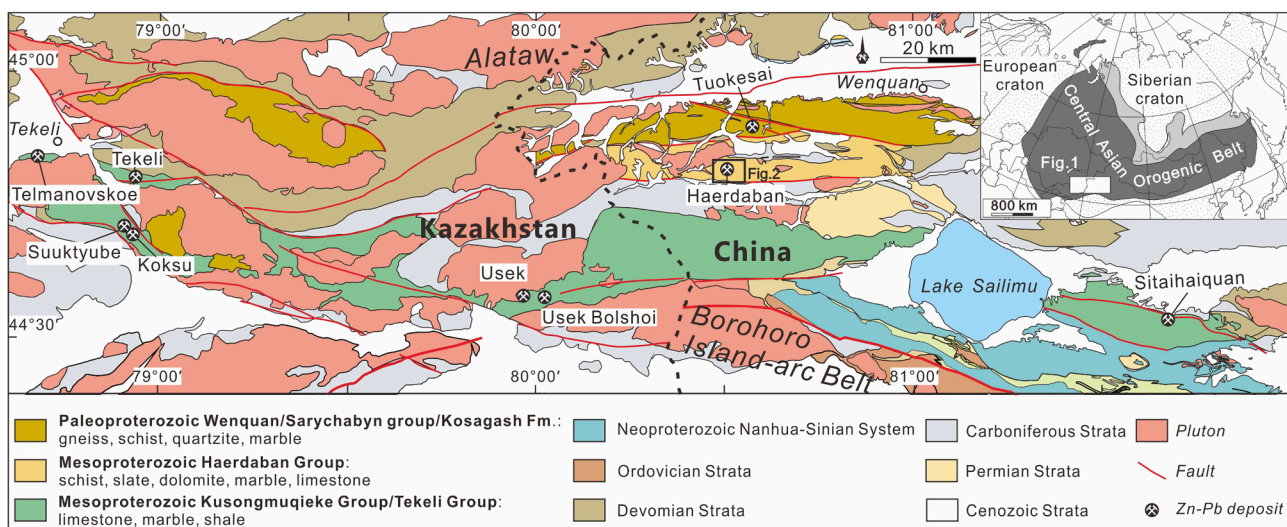 79°00′
80°00′
81°00′
45°00′
Alataw
N
20 km
Tuokesai
Wenquan
European
craton
Siberian
craton
Central Asian
Orogenic Belt
Fig.1
800 km
Tekeli
Tekeli
Telmanovskoe
Fig.2
Haerdaban
Kazakhstan
China
Suuktyube
Koksu
Usek
Usek Bolshoi
Lake Sailimu
Sitaihaiquan
44°30′
Borohoro
Island-arc Belt
79°00′
80°00′
81°00′
Paleoproterozoic Wenquan/Sarychabyn group/Kosagash Fm.:
gneiss, schist, quartzite, marble
Mesoproterozoic Haerdaban Group:
schist, slate, dolomite, marble, limestone
Mesoproterozoic Kusongmuqieke Group/Tekeli Group:
limestone, marble, shale
Neoproterozoic Nanhua-Sinian System
Ordovician Strata
Devomian Strata
Carboniferous Strata
Permian Strata
Cenozoic Strata
Pluton
Fault
Zn-Pb deposit